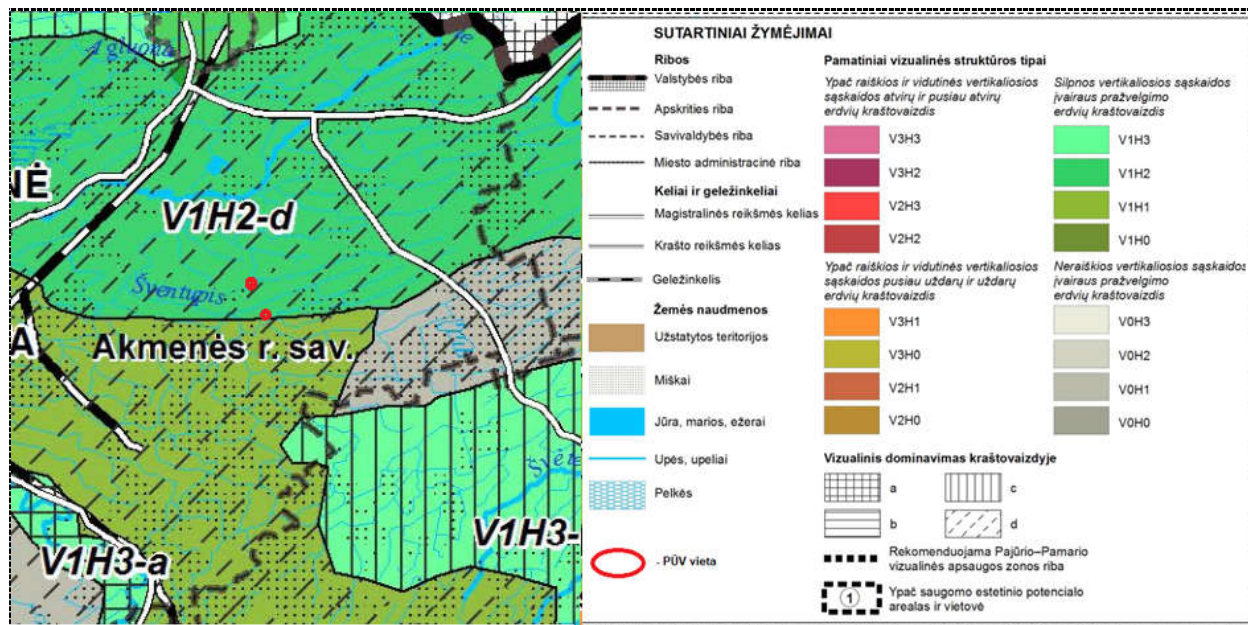 Agluona
V1H2-d
NĖ
Šventupis
A
Akmenės r. sav.
V1H3-
V1H3-a
SUTARTINIAI ŽYMĖJIMAI
Ribos
Valstybės riba
Apskrities riba
Savivaldybės riba
Miesto administracinė riba
Keliai ir geležinkeliai
Magistralinės reikšmės kelias
Krašto reikšmės kelias
Geležinkelis
Žemės naudmenos
Užstatytos teritorijos
Miškai
Jūra, marios, ežerai
Upės, upeliai
Pelkės
- PŪV vieta
Pamatiniai vizualinės struktūros tipai
Ypač raiškios ir vidutinės vertikaliosios
sąskaidos atvirų ir pusiau atvirų
erdvių kraštovaizdis
V3H3
V3H2
V2H3
V2H2
Ypač raiškios ir vidutinės vertikaliosios
sąskaidos pusiau uždarų ir uždarų
erdvių kraštovaizdis
V3H1
V3H0
V2H1
V2H0
Silpnos vertikaliosios sąskaidos
įvairaus pražvelgimo
erdvių kraštovaizdis
V1H3
V1H2
V1H1
V1H0
Neraiškios vertikaliosios sąskaidos
įvairaus pražvelgimo
erdvių kraštovaizdis
V0H3
V0H2
V0H1
V0H0
Vizualinis dominavimas kraštovaizdyje
a
c
b
d
Rekomenduojama Pajūrio–Pamario
vizualinės apsaugos zonos riba
1
Ypač saugomo estetinio potencialo
arealas ir vietovė